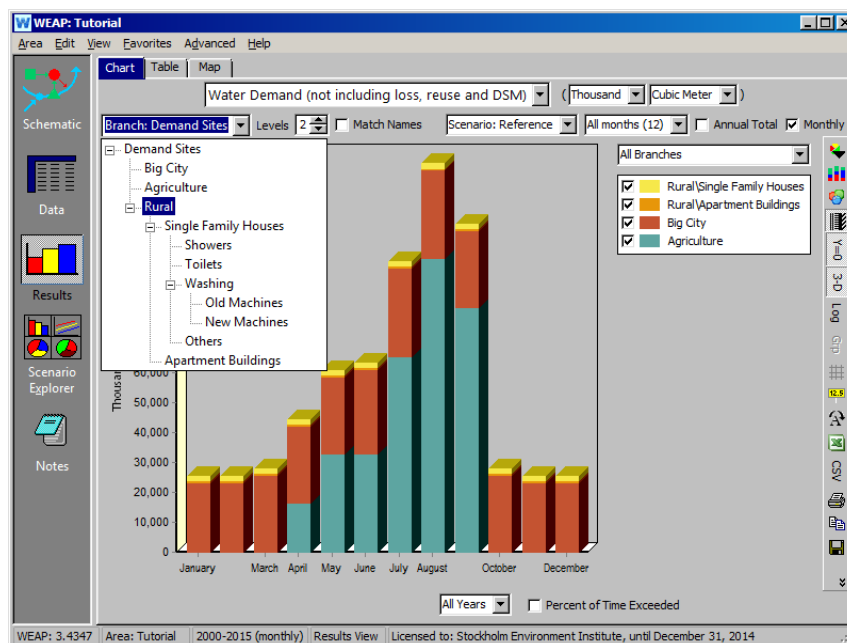 WEAP: Tutorial
Area Edit View Favorites Advanced Help
Chart Table Map
Water Demand (not including loss, reuse and DSM) ( Thousand Cubic Meter )
Branch: Demand Sites Levels 2 Match Names Scenario: Reference All months (12) Annual Total Monthly
Schematic
Data
Results
Scenario
Explorer
Notes
Demand Sites
Big City
Agriculture
Rural
Single Family Houses
Showers
Toilets
Washing
Old Machines
New Machines
Others
Apartment Buildings
All Branches
Rural\Single Family Houses
Rural\Apartment Buildings
Big City
Agriculture
Y=0
3-D
Log
Grp
12.5
CSV
60,000
50,000
40,000
30,000
20,000
10,000
0
January March April May June July August October December
All Years Percent of Time Exceeded
WEAP: 3.4347 Area: Tutorial 2000-2015 (monthly) Results View Licensed to: Stockholm Environment Institute, until December 31, 2014